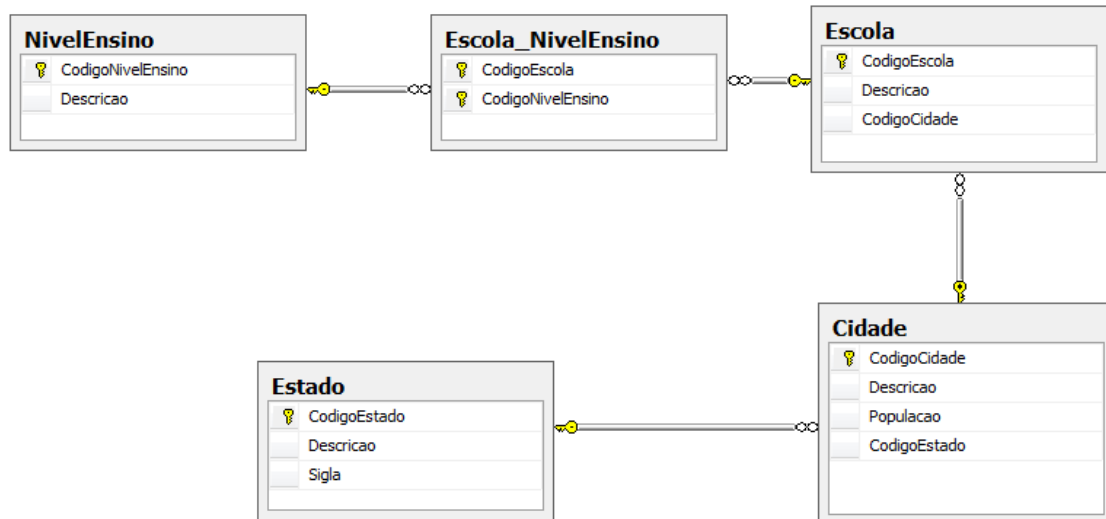 NivelEnsino
CodigoNivelEnsino
Descricao
Escola_NivelEnsino
CodigoEscola
CodigoNivelEnsino
Escola
CodigoEscola
Descricao
CodigoCidade
Estado
CodigoEstado
Descricao
Sigla
Cidade
CodigoCidade
Descricao
Populacao
CodigoEstado